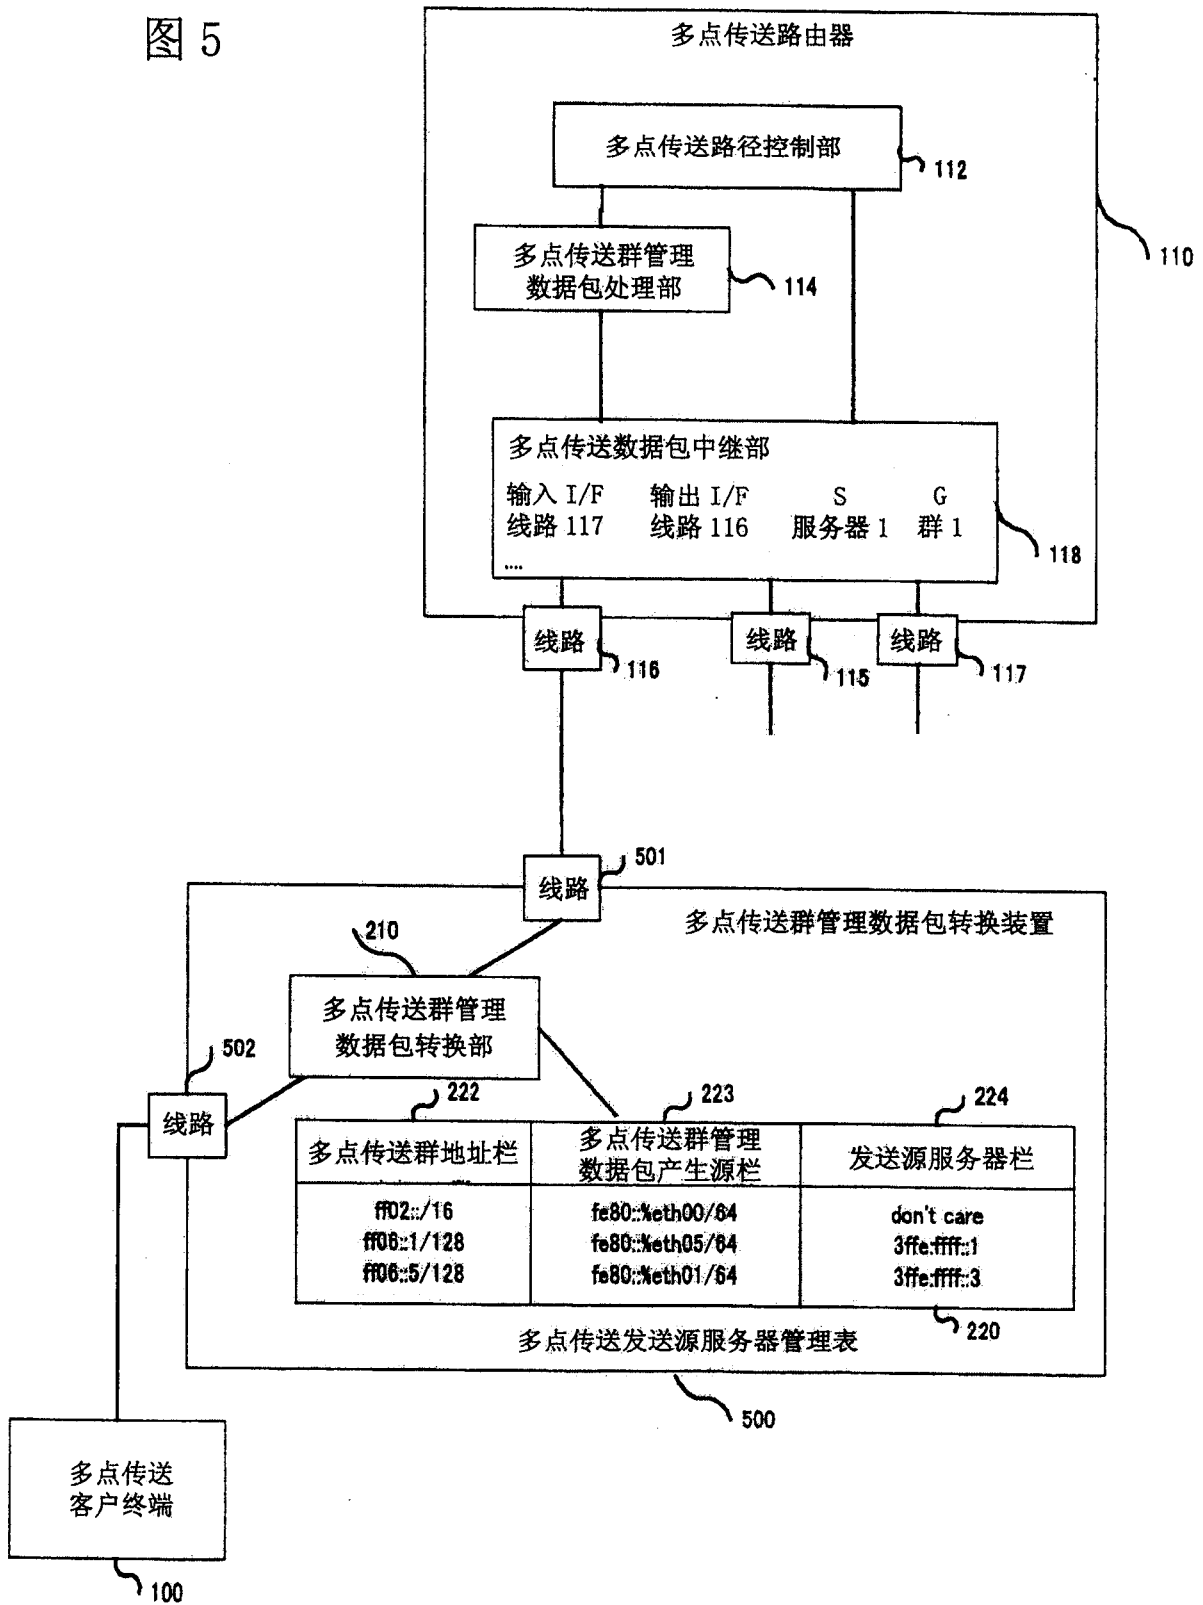 图 5
多点传送路由器
多点传送路径控制部
112
多点传送群管理
数据包处理部
114
110
多点传送数据包中继部
输入 I/F 输出 I/F S G
线路 117 线路 116 服务器 1 群 1
....
118
线路
116
线路
115
线路
117
线路
501
多点传送群管理数据包转换装置
210
多点传送群管理
数据包转换部
502
线路
222
223
224
多点传送群地址栏
多点传送群管理
数据包产生源栏
发送源服务器栏
ff02::/16 fe80::%eth00/64 don't care
ff06::1/128 fe80::%eth05/64 3ffe:ffff::1
ff06::5/128 fe80::%eth01/64 3ffe:ffff::3
220
多点传送发送源服务器管理表
500
多点传送
客户终端
100